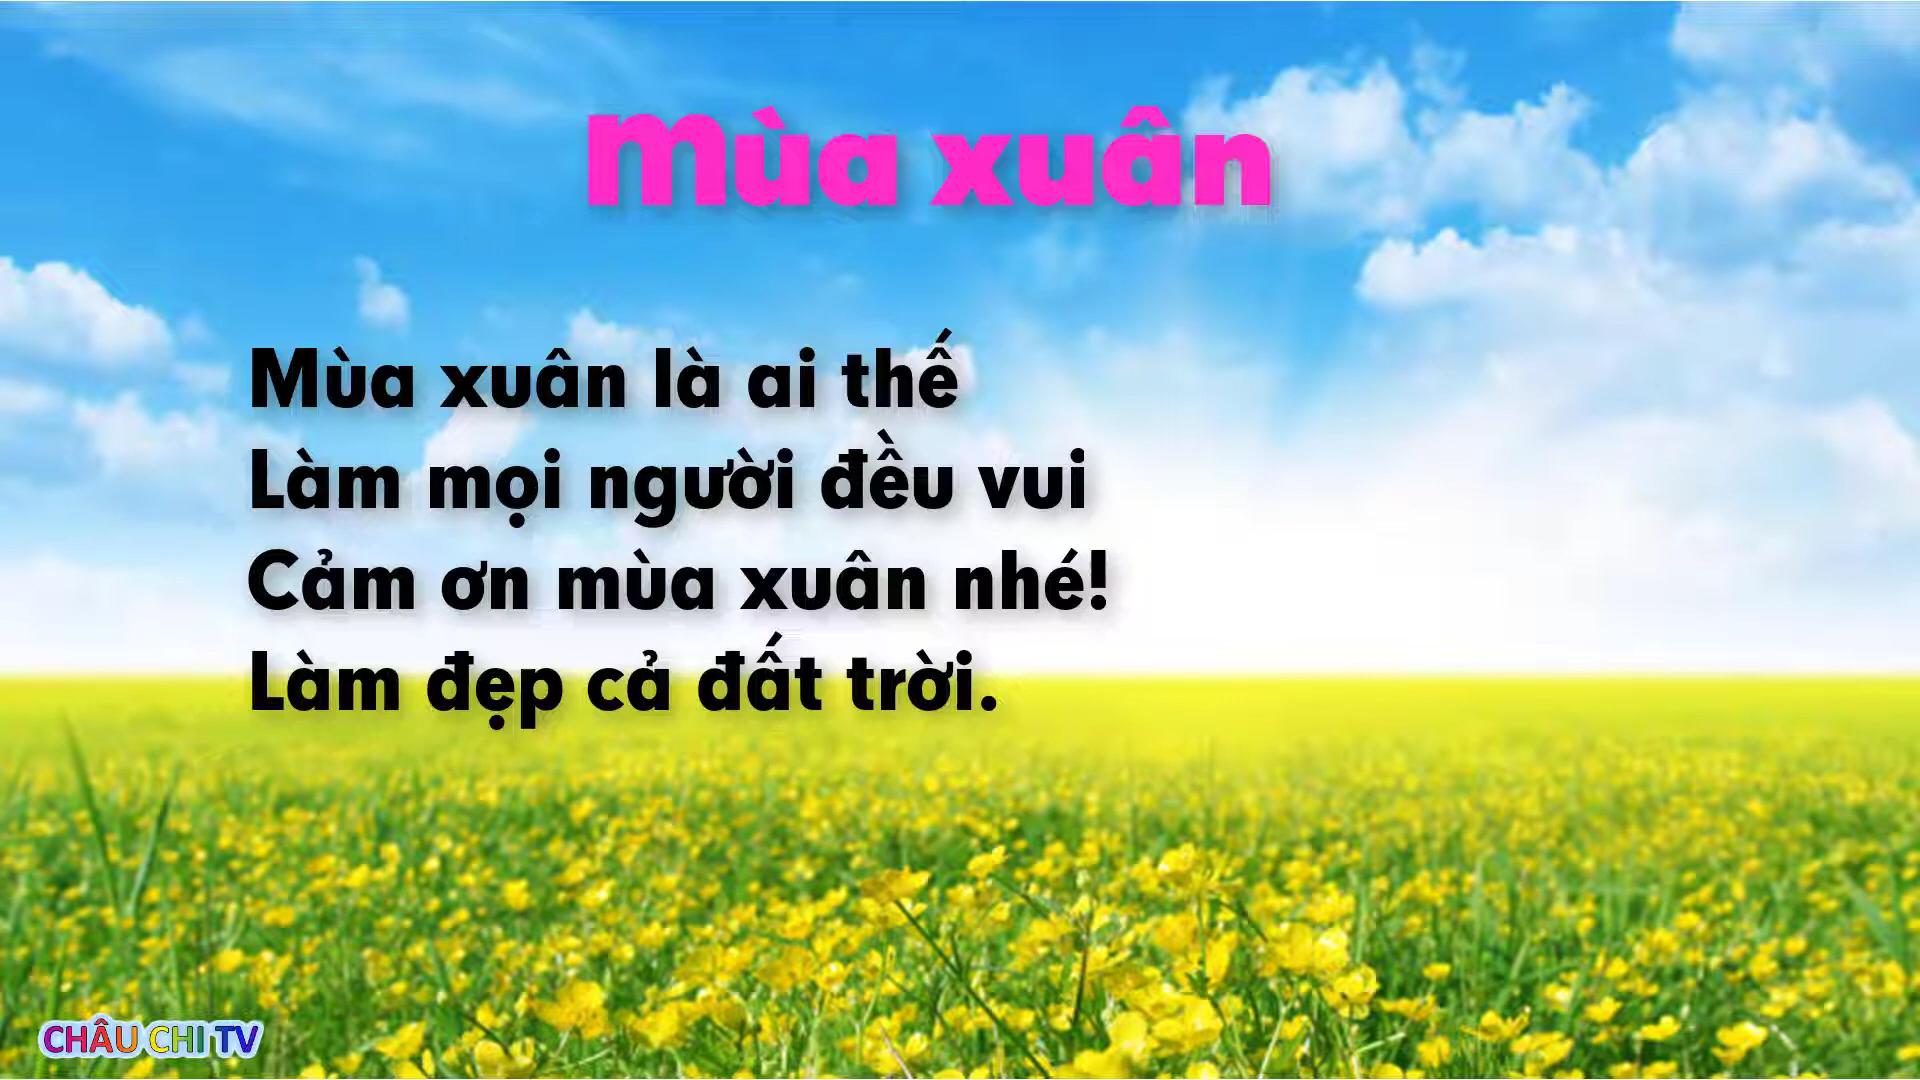 Mùa xuân
Mùa xuân là ai thế
Làm mọi người đều vui
Cảm ơn mùa xuân nhé!
Làm đẹp cả đất trời.
CHÂU CHI TV